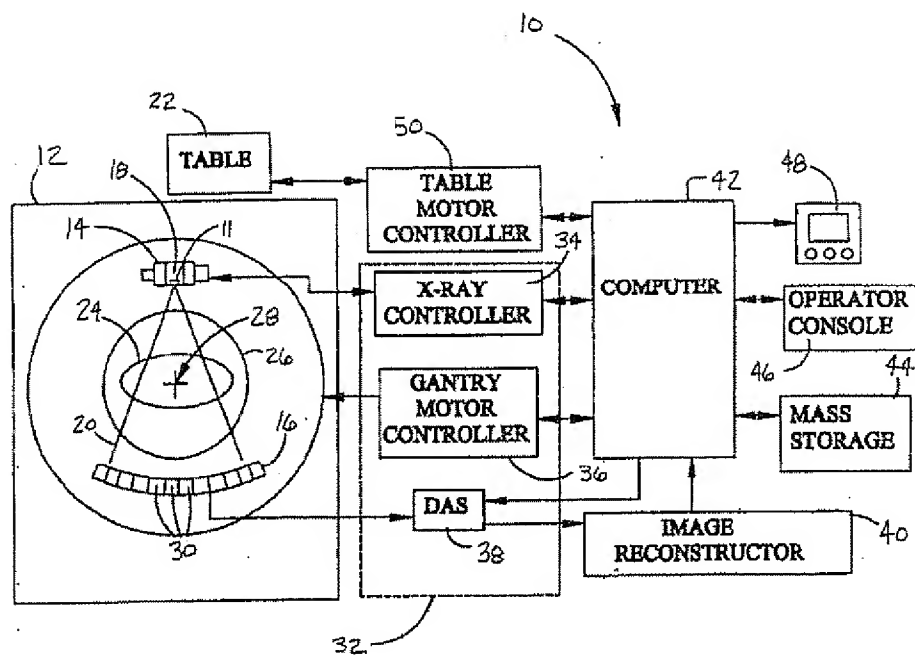 10
22
TABLE
50
TABLE
MOTOR
CONTROLLER
42
COMPUTER
48
12
18
14
11
34
X-RAY
CONTROLLER
OPERATOR
CONSOLE
46
24
28
26
GANTRY
MOTOR
CONTROLLER
36
44
MASS
STORAGE
20
16
30
DAS
38
IMAGE
RECONSTRUCTOR
40
32